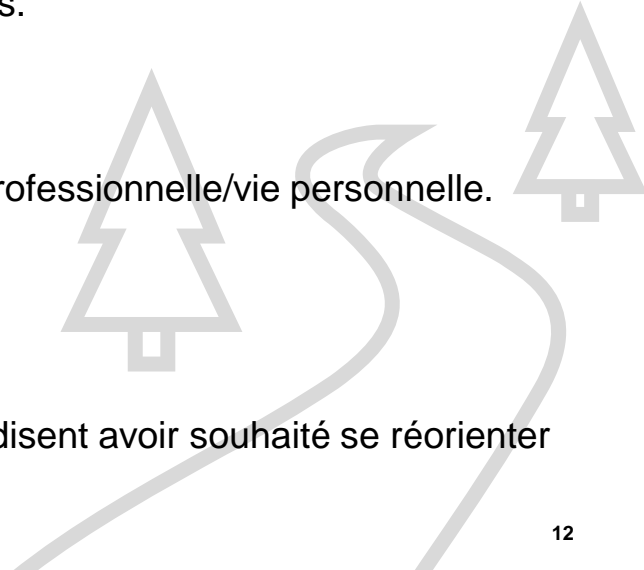 s.
rofessionnelle/vie personnelle.
disent avoir souhaité se réorienter
12